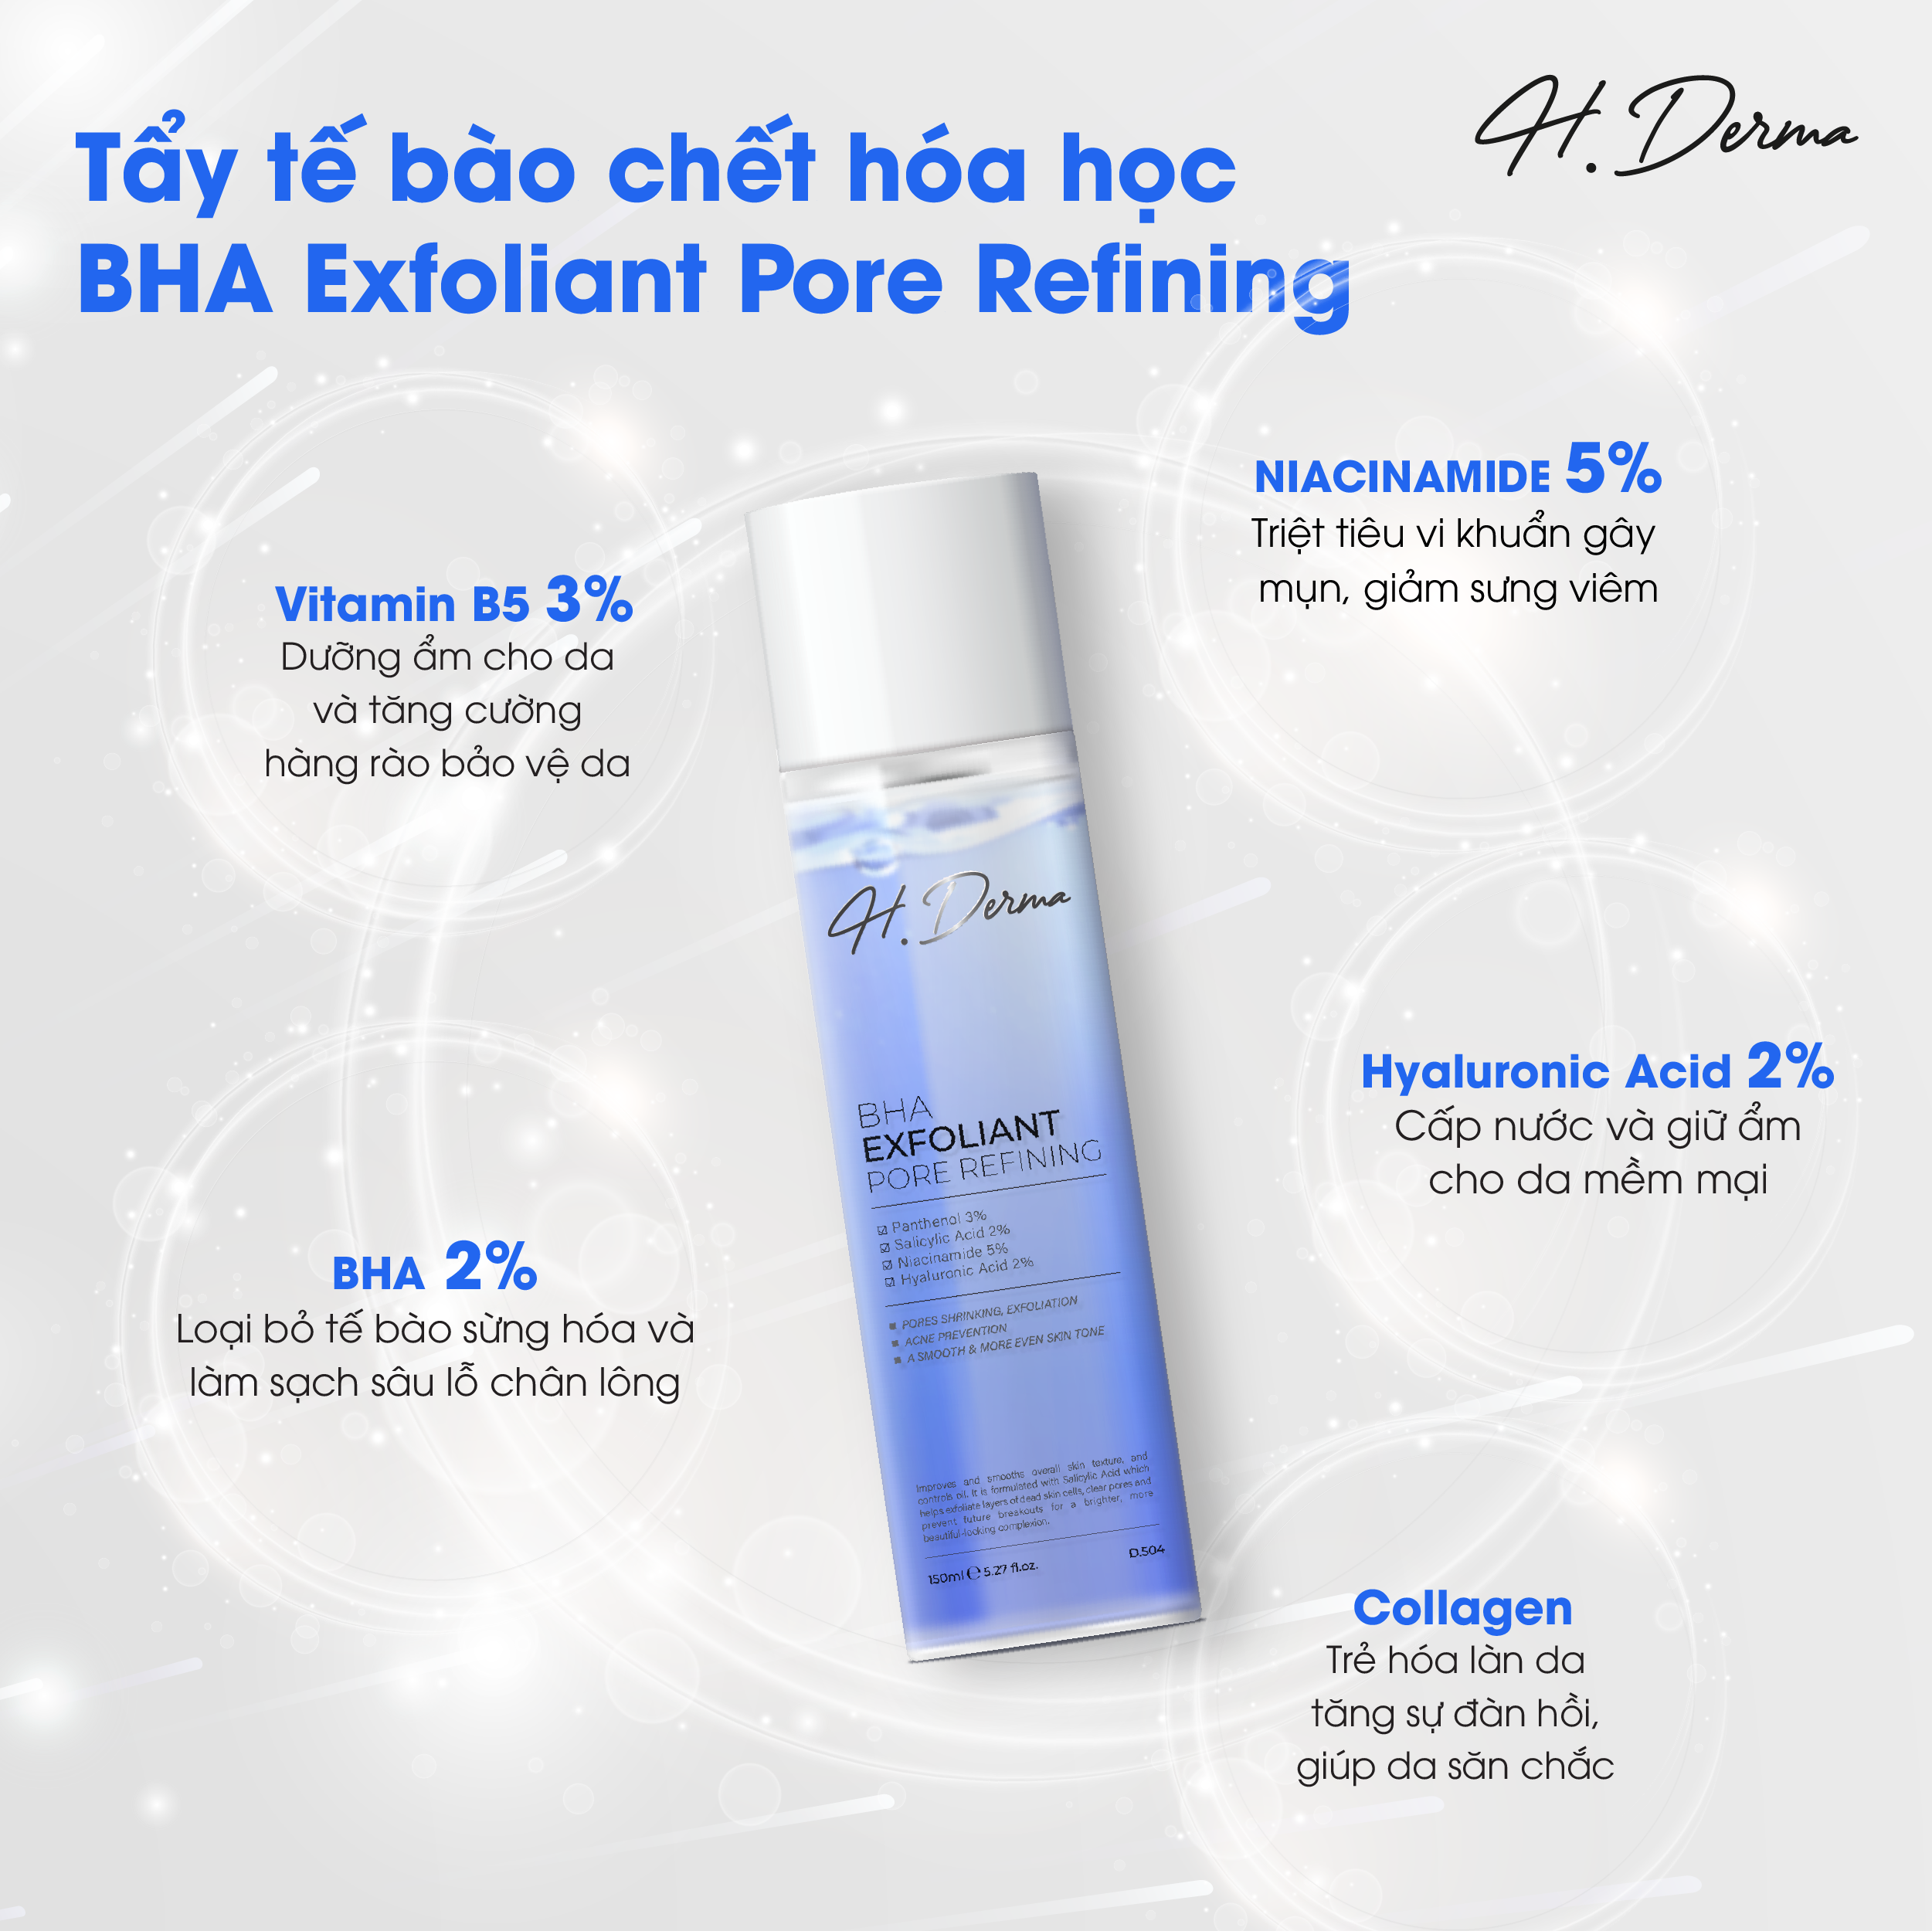 H. Derma
Tẩy tế bào chết hóa học
BHA Exfoliant Pore Refining
NIACINAMIDE 5%
Triệt tiêu vi khuẩn gây
mụn, giảm sưng viêm
Vitamin B5 3%
Dưỡng ẩm cho da
và tăng cường
hàng rào bảo vệ da
H. Derma
BHA
EXFOLIANT
PORE REFINING
☑ Panthenol 3%
☑ Salicylic Acid 2%
☑ Niacinamide 5%
☑ Hyaluronic Acid 2%
■ PORES SHRINKING, EXFOLIATION
■ ACNE PREVENTION
■ A SMOOTH & MORE EVEN SKIN TONE
Improves and smooths overall skin texture, and
controls oil. It is formulated with Salicylic Acid which
helps exfoliate layers of dead skin cells, clear pores and
prevent future breakouts for a brighter, more
beautiful-looking complexion.
150ml ℮ 5.27 fl.oz. D.504
Hyaluronic Acid 2%
Cấp nước và giữ ẩm
cho da mềm mại
BHA 2%
Loại bỏ tế bào sừng hóa và
làm sạch sâu lỗ chân lông
Collagen
Trẻ hóa làn da
tăng sự đàn hồi,
giúp da săn chắc